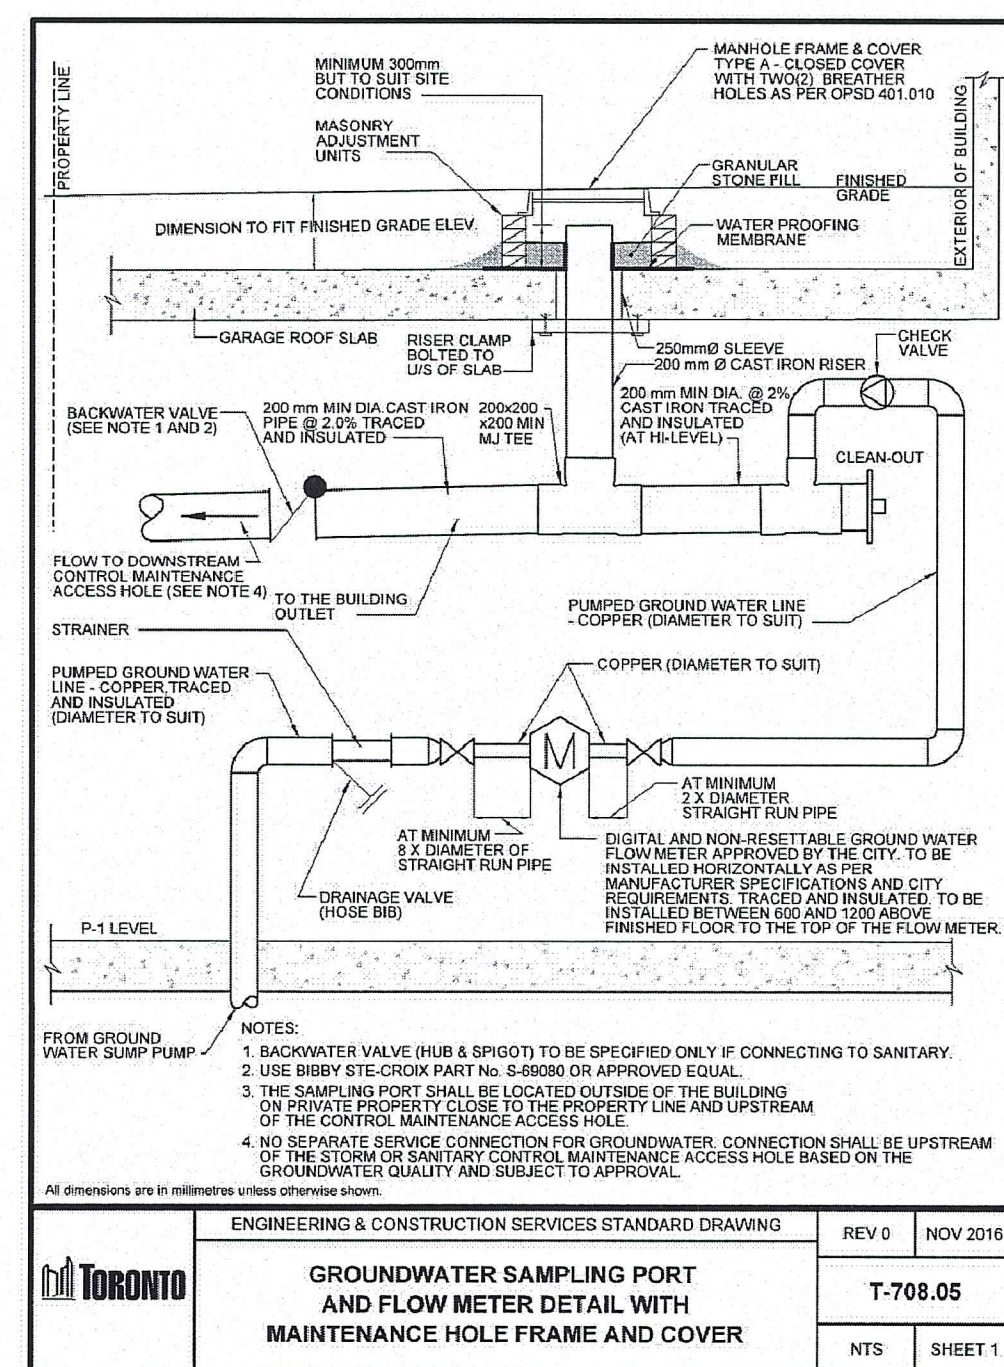 PROPERTY LINE
MINIMUM 300mm
BUT TO SUIT SITE
CONDITIONS
MASONRY
ADJUSTMENT
UNITS
MANHOLE FRAME & COVER
TYPE A - CLOSED COVER
WITH TWO(2) BREATHER
HOLES AS PER OPSD 401.010
EXTERIOR OF BUILDING
GRANULAR
STONE FILL
FINISHED
GRADE
DIMENSION TO FIT FINISHED GRADE ELEV.
WATER PROOFING
MEMBRANE
GARAGE ROOF SLAB
RISER CLAMP
BOLTED TO
U/S OF SLAB
250mmØ SLEEVE
200 mm Ø CAST IRON RISER
CHECK
VALVE
BACKWATER VALVE
(SEE NOTE 1 AND 2)
200 mm MIN DIA.CAST IRON
PIPE @ 2.0% TRACED
AND INSULATED
200x200
x200 MIN
MJ TEE
200 mm MIN DIA. @ 2%
CAST IRON TRACED
AND INSULATED
(AT HI-LEVEL)
CLEAN-OUT
FLOW TO DOWNSTREAM
CONTROL MAINTENANCE
ACCESS HOLE (SEE NOTE 4)
TO THE BUILDING
OUTLET
PUMPED GROUND WATER LINE
- COPPER (DIAMETER TO SUIT)
STRAINER
PUMPED GROUND WATER
LINE - COPPER,TRACED
AND INSULATED
(DIAMETER TO SUIT)
COPPER (DIAMETER TO SUIT)
M
AT MINIMUM
2 X DIAMETER
STRAIGHT RUN PIPE
AT MINIMUM
8 X DIAMETER OF
STRAIGHT RUN PIPE
DIGITAL AND NON-RESETTABLE GROUND WATER
FLOW METER APPROVED BY THE CITY. TO BE
INSTALLED HORIZONTALLY AS PER
MANUFACTURER SPECIFICATIONS AND CITY
REQUIREMENTS. TRACED AND INSULATED. TO BE
INSTALLED BETWEEN 600 AND 1200 ABOVE
FINISHED FLOOR TO THE TOP OF THE FLOW METER.
DRAINAGE VALVE
(HOSE BIB)
P-1 LEVEL
FROM GROUND
WATER SUMP PUMP
NOTES:
1. BACKWATER VALVE (HUB & SPIGOT) TO BE SPECIFIED ONLY IF CONNECTING TO SANITARY.
2. USE BIBBY STE-CROIX PART No. S-69080 OR APPROVED EQUAL.
3. THE SAMPLING PORT SHALL BE LOCATED OUTSIDE OF THE BUILDING
ON PRIVATE PROPERTY CLOSE TO THE PROPERTY LINE AND UPSTREAM
OF THE CONTROL MAINTENANCE ACCESS HOLE.
4. NO SEPARATE SERVICE CONNECTION FOR GROUNDWATER. CONNECTION SHALL BE UPSTREAM
OF THE STORM OR SANITARY CONTROL MAINTENANCE ACCESS HOLE BASED ON THE
GROUNDWATER QUALITY AND SUBJECT TO APPROVAL.
All dimensions are in millimetres unless otherwise shown.
TORONTO
ENGINEERING & CONSTRUCTION SERVICES STANDARD DRAWING
GROUNDWATER SAMPLING PORT
AND FLOW METER DETAIL WITH
MAINTENANCE HOLE FRAME AND COVER
REV 0
NOV 2016
T-708.05
NTS
SHEET 1